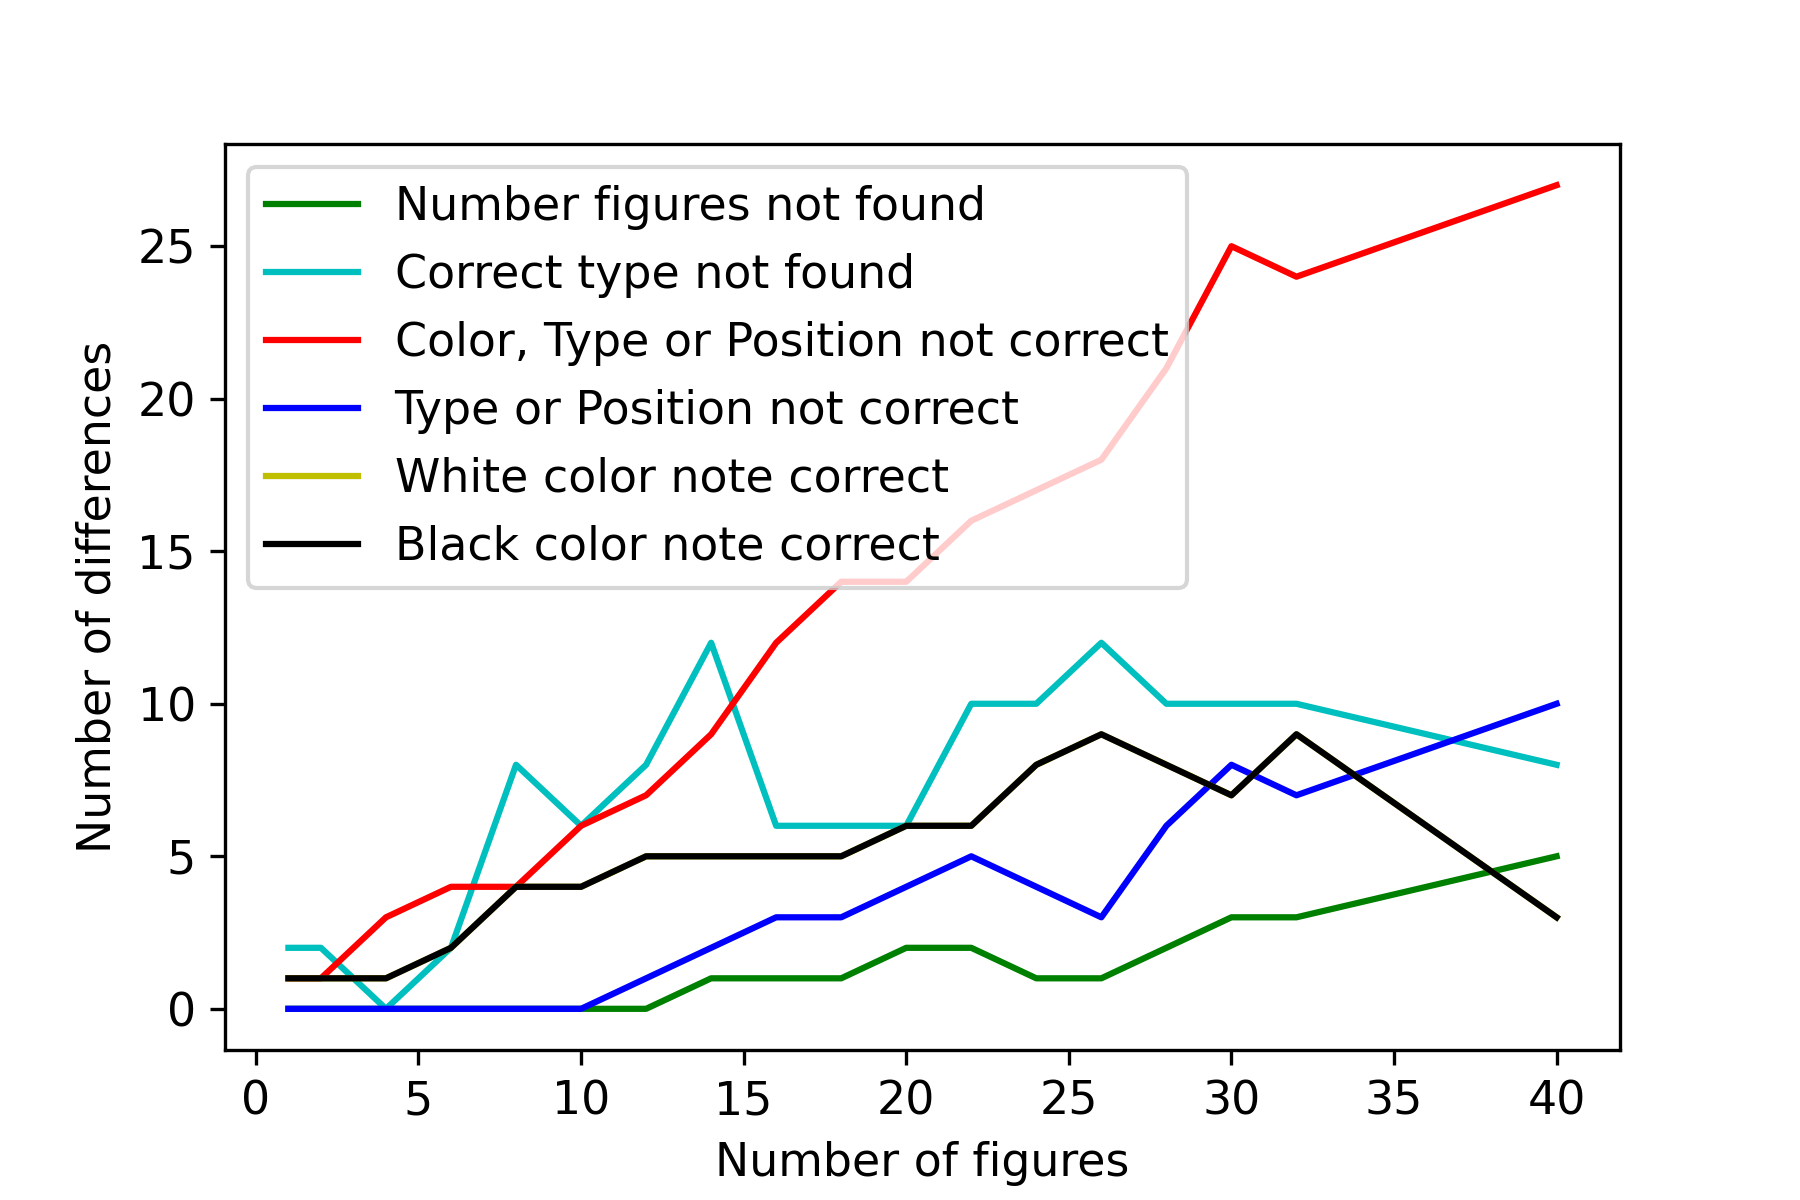 Number figures not found
Correct type not found
Color, Type or Position not correct
Type or Position not correct
White color note correct
Black color note correct
Number of differences
25
20
15
10
5
0
0 5 10 15 20 25 30 35 40
Number of figures